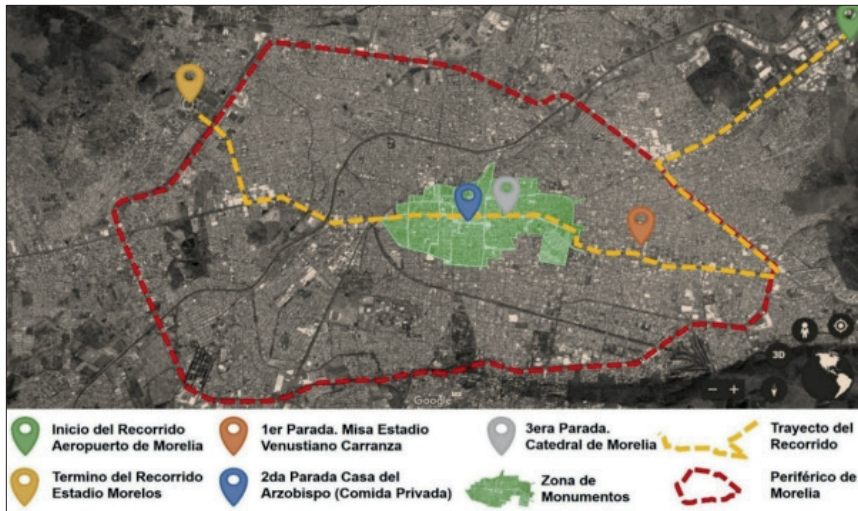 3D
Google
Inicio del Recorrido
Aeropuerto de Morelia
1er Parada. Misa Estadio
Venustiano Carranza
3era Parada.
Catedral de Morelia
Trayecto del
Recorrido
Termino del Recorrido
Estadio Morelos
2da Parada Casa del
Arzobispo (Comida Privada)
Zona de
Monumentos
Periférico de
Morelia